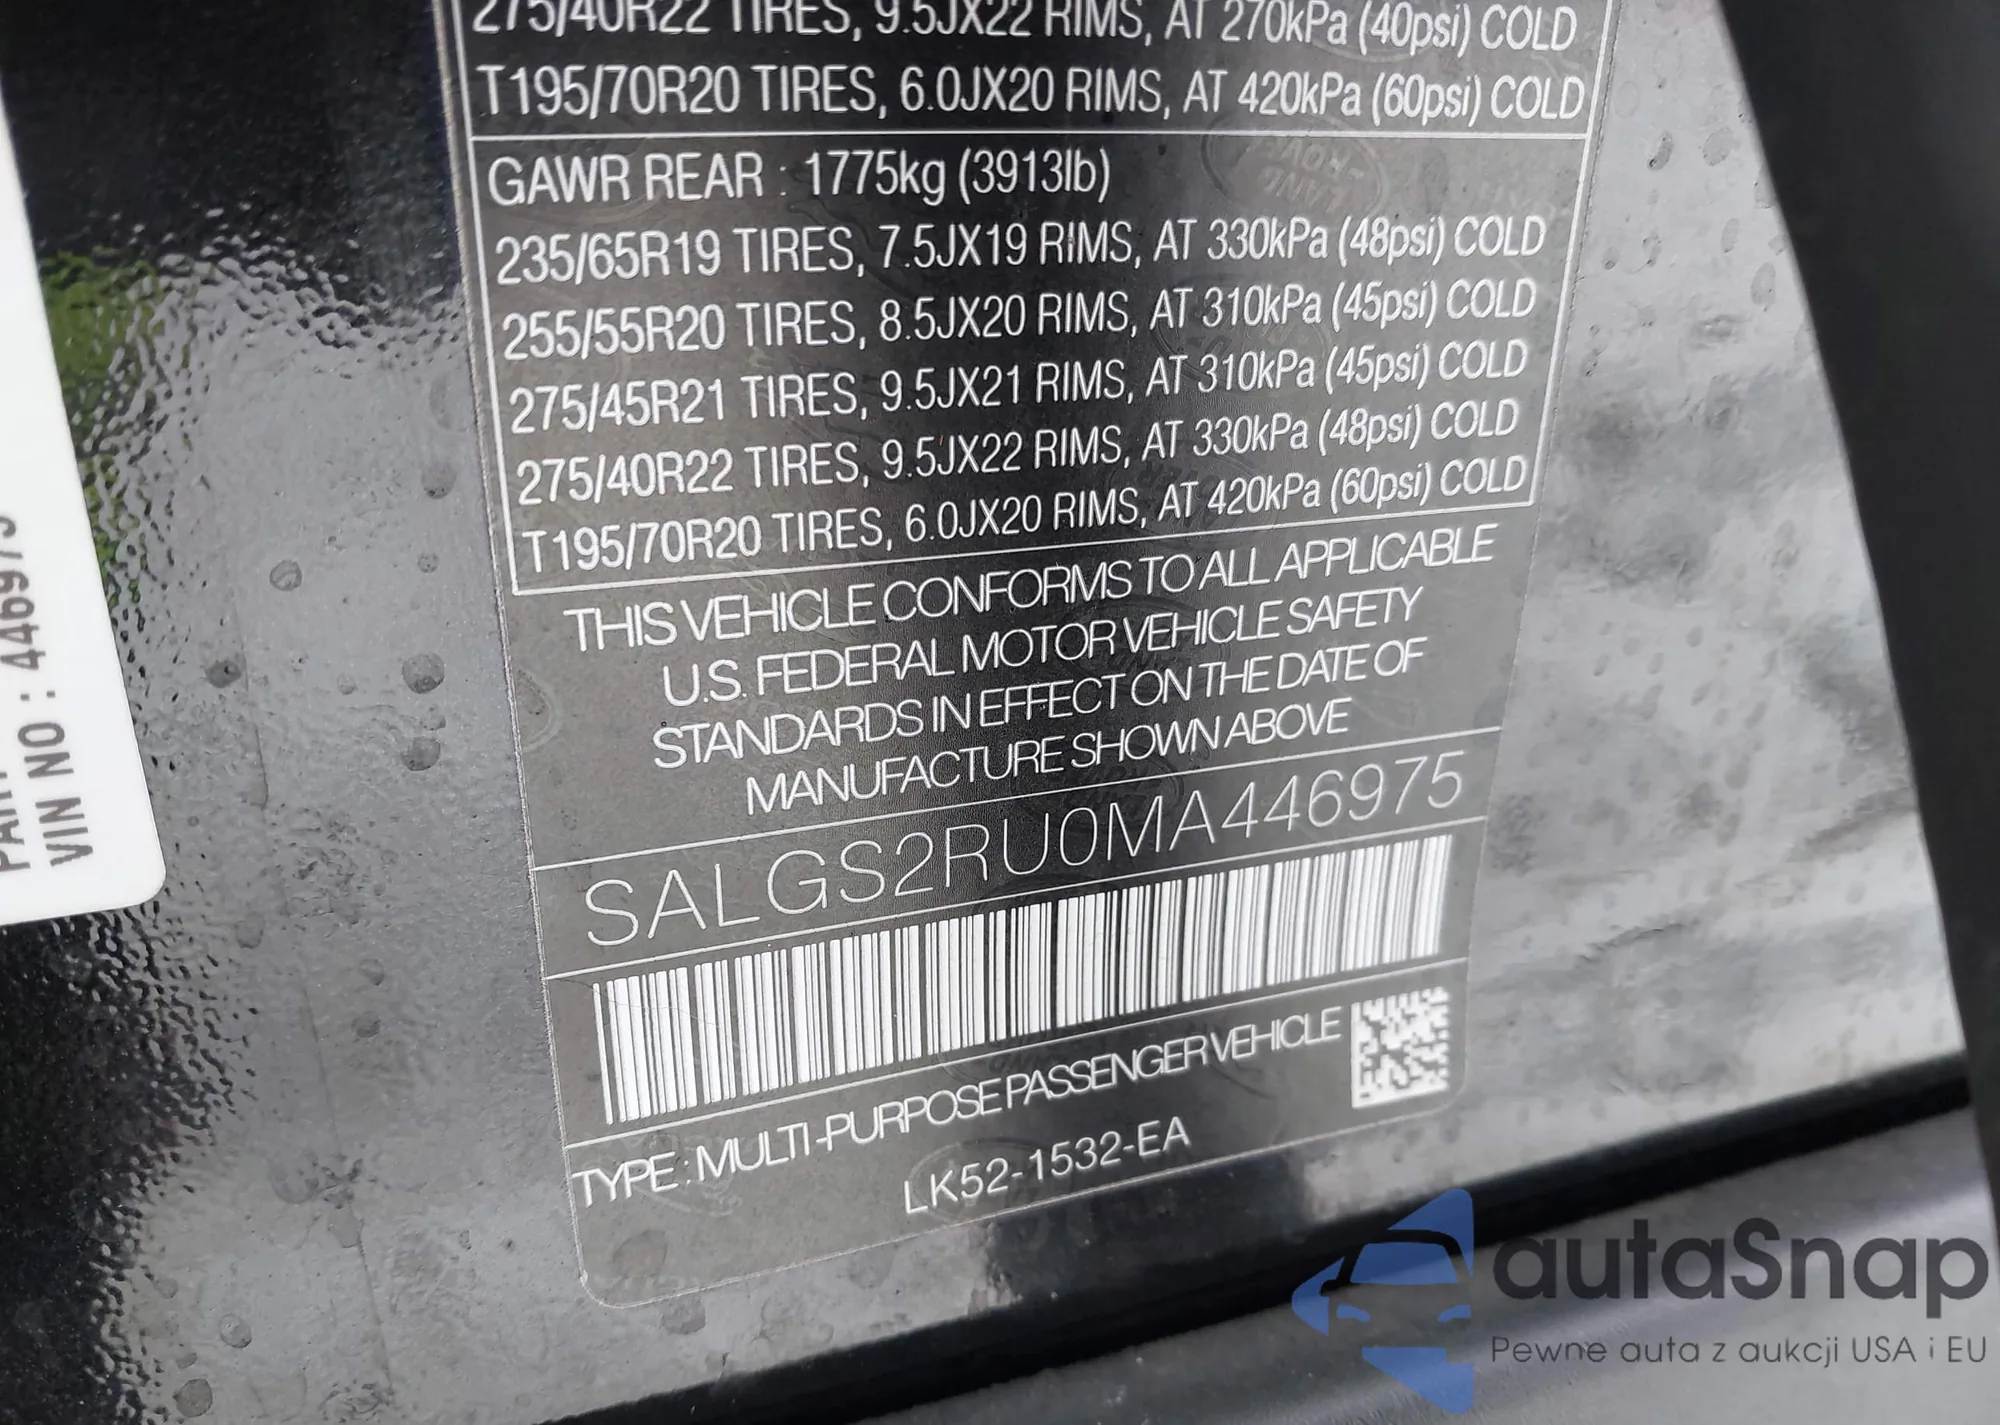 275/40R22 TIRES, 9.5JX22 RIMS, AT 270kPa (40psi) COLD
T195/70R20 TIRES, 6.0JX20 RIMS, AT 420kPa (60psi) COLD
GAWR REAR : 1775kg (3913lb)
235/65R19 TIRES, 7.5JX19 RIMS, AT 330kPa (48psi) COLD
255/55R20 TIRES, 8.5JX20 RIMS, AT 310kPa (45psi) COLD
275/45R21 TIRES, 9.5JX21 RIMS, AT 310kPa (45psi) COLD
275/40R22 TIRES, 9.5JX22 RIMS, AT 330kPa (48psi) COLD
T195/70R20 TIRES, 6.0JX20 RIMS, AT 420kPa (60psi) COLD
THIS VEHICLE CONFORMS TO ALL APPLICABLE
U.S. FEDERAL MOTOR VEHICLE SAFETY
STANDARDS IN EFFECT ON THE DATE OF
MANUFACTURE SHOWN ABOVE
SALGS2RU0MA446975
TYPE: MULTI-PURPOSE PASSENGER VEHICLE
LK52-1532-EA
VIN NO : 446975
autaSnap
Pewne auta z aukcji USA i EU